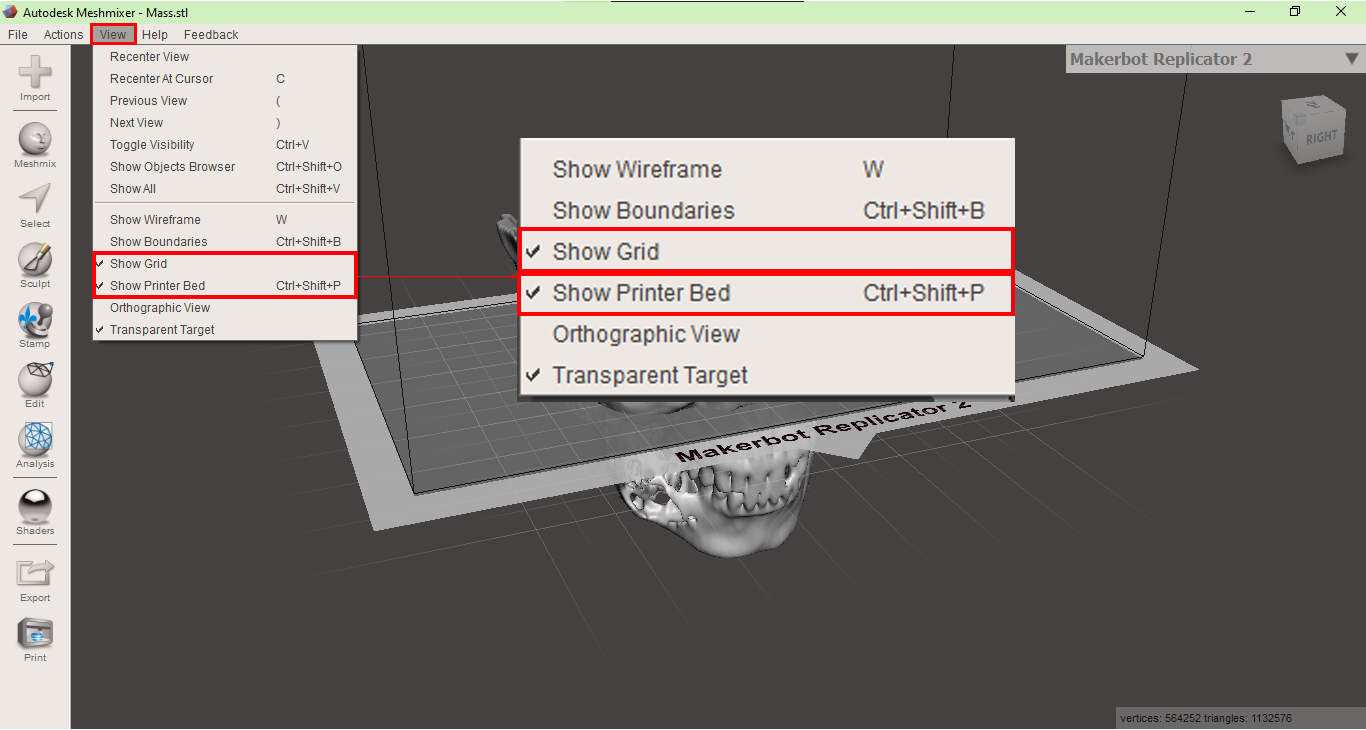 Autodesk Meshmixer - Mass.stl
File Actions View Help Feedback
Import
Meshmix
Select
Sculpt
Stamp
Edit
Analysis
Shaders
Export
Print
Recenter View
Recenter At Cursor C
Previous View (
Next View )
Toggle Visibility Ctrl+V
Show Objects Browser Ctrl+Shift+O
Show All Ctrl+Shift+V
Show Wireframe W
Show Boundaries Ctrl+Shift+B
Show Grid
Show Printer Bed Ctrl+Shift+P
Orthographic View
Transparent Target
Show Wireframe W
Show Boundaries Ctrl+Shift+B
Show Grid
Show Printer Bed Ctrl+Shift+P
Orthographic View
Transparent Target
Makerbot Replicator 2
Makerbot Replicator 2
RIGHT
vertices: 564252 triangles: 1132576